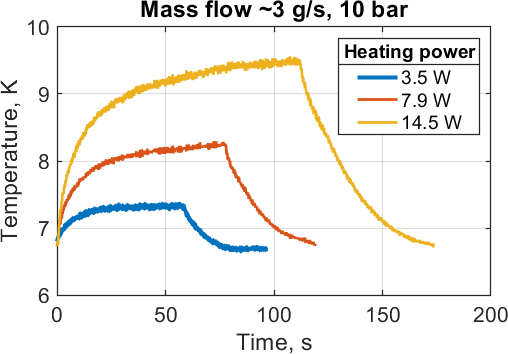 Mass flow ~3 g/s, 10 bar
Temperature, K
10
9
8
7
6
Heating power
3.5 W
7.9 W
14.5 W
0
50
100
150
200
Time, s